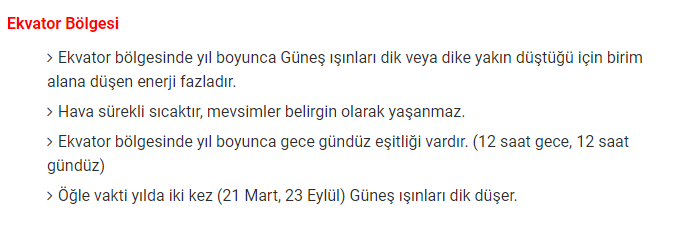 Ekvator Bölgesi
> Ekvator bölgesinde yıl boyunca Güneş ışınları dik veya dike yakın düştüğü için birim
alana düşen enerji fazladır.
> Hava sürekli sıcaktır, mevsimler belirgin olarak yaşanmaz.
> Ekvator bölgesinde yıl boyunca gece gündüz eşitliği vardır. (12 saat gece, 12 saat
gündüz)
> Öğle vakti yılda iki kez (21 Mart, 23 Eylül) Güneş ışınları dik düşer.